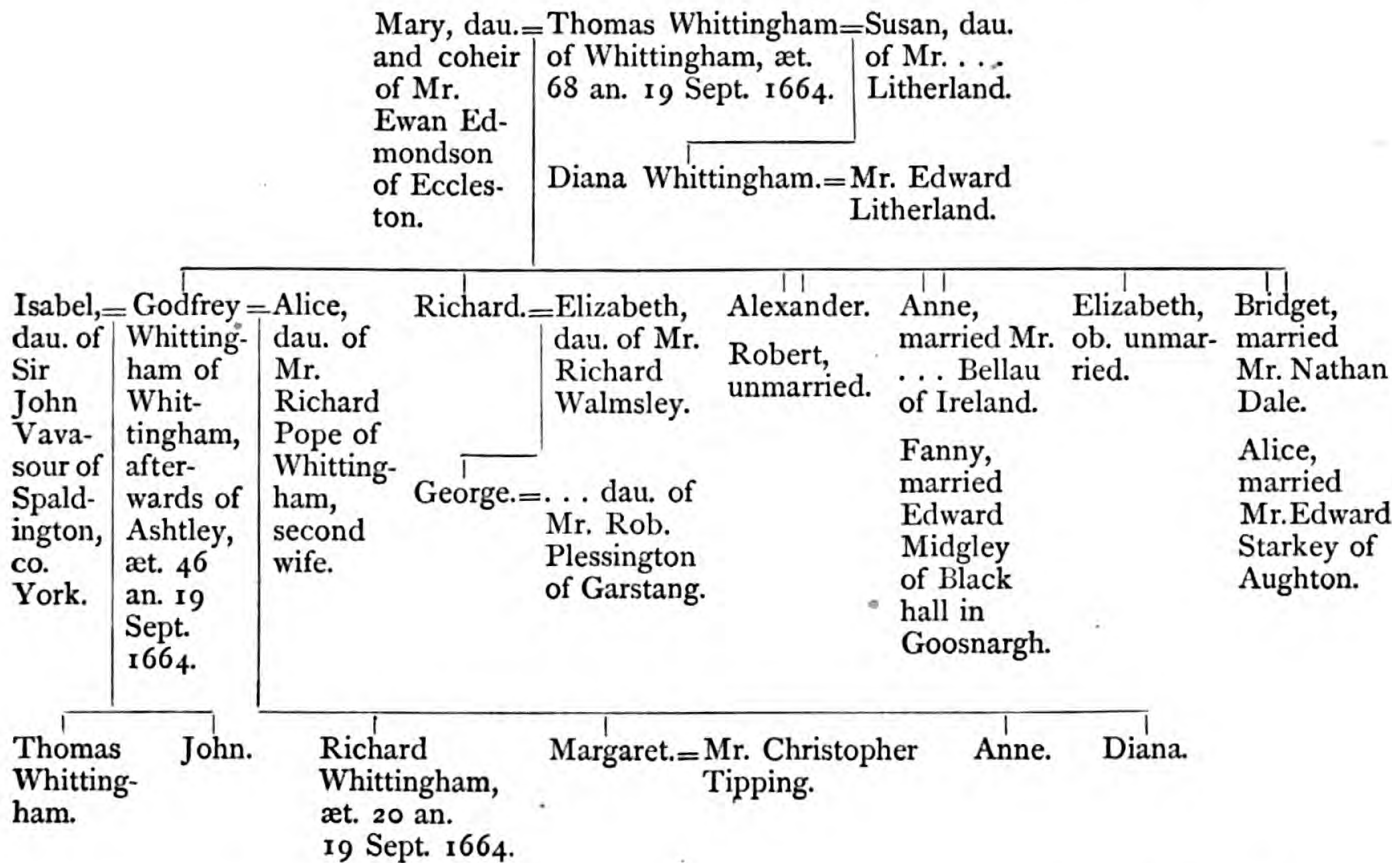 Mary, dau.=Thomas Whittingham=Susan, dau.
and coheir of Whittingham, æt. of Mr. . . .
of Mr. 68 an. 19 Sept. 1664. Litherland.
Ewan Ed-
mondson
of Eccles-
ton.
Diana Whittingham.=Mr. Edward
Litherland.
Isabel,=
dau. of
Sir
John
Vava-
sour of
Spald-
ington,
co.
York.
Godfrey=
Whitting-
ham of
Whit-
tingham,
after-
wards of
Ashtley,
æt. 46
an. 19
Sept.
1664.
Alice,
dau. of
Mr.
Richard
Pope of
Whitting-
ham,
second
wife.
Richard.=Elizabeth,
dau. of Mr.
Richard
Walmsley.
George.=. . . dau. of
Mr. Rob.
Plessington
of Garstang.
Alexander.
Robert,
unmarried.
Anne,
married Mr.
. . . Bellau
of Ireland.
Fanny,
married
Edward
Midgley
of Black
hall in
Goosnargh.
Elizabeth,
ob. unmar-
ried.
Bridget,
married
Mr. Nathan
Dale.
Alice,
married
Mr.Edward
Starkey of
Aughton.
Thomas
Whitting-
ham.
John.
Richard
Whittingham,
æt. 20 an.
19 Sept. 1664.
Margaret.=Mr. Christopher
Tipping.
Anne.
Diana.